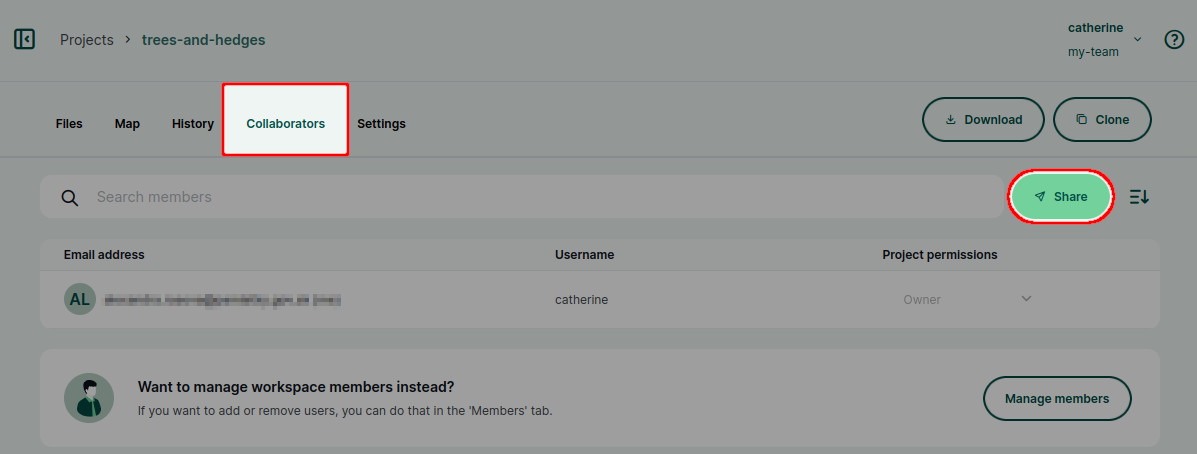 Projects > trees-and-hedges
catherine
my-team
Files Map History Collaborators Settings
Download Clone
Search members
Share
Email address Username Project permissions
AL catherine Owner
Want to manage workspace members instead?
If you want to add or remove users, you can do that in the 'Members' tab.
Manage members